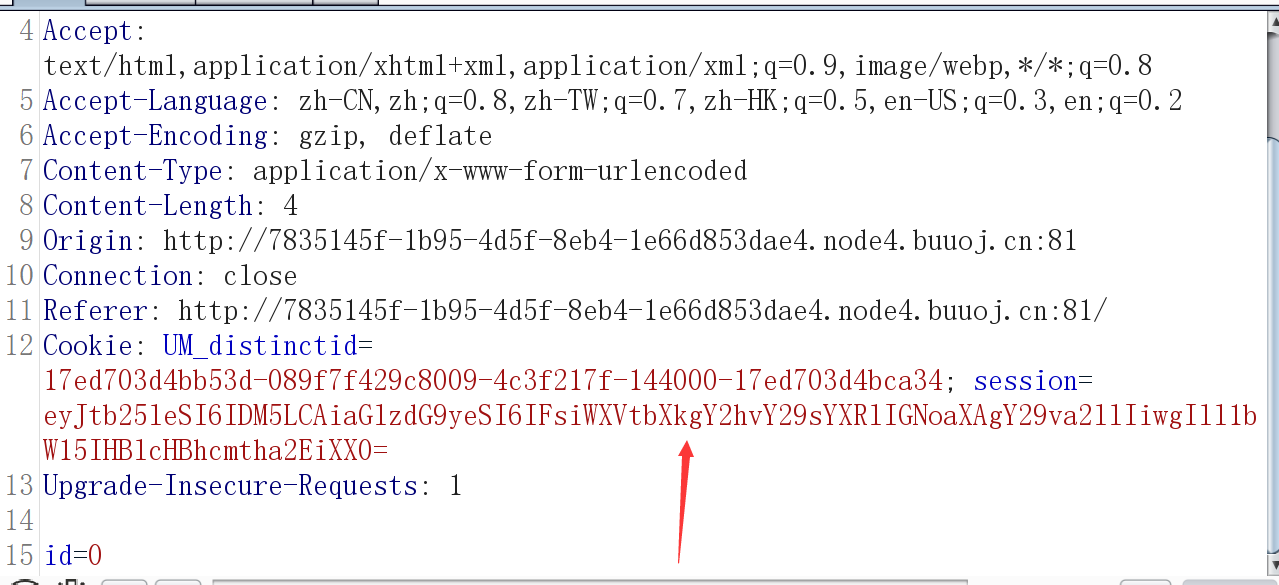 4 Accept:
text/html,application/xhtml+xml,application/xml;q=0.9,image/webp,*/*;q=0.8
5 Accept-Language: zh-CN,zh;q=0.8,zh-TW;q=0.7,zh-HK;q=0.5,en-US;q=0.3,en;q=0.2
6 Accept-Encoding: gzip, deflate
7 Content-Type: application/x-www-form-urlencoded
8 Content-Length: 4
9 Origin: http://7835145f-1b95-4d5f-8eb4-1e66d853dae4.node4.buuoj.cn:81
10 Connection: close
11 Referer: http://7835145f-1b95-4d5f-8eb4-1e66d853dae4.node4.buuoj.cn:81/
12 Cookie: UM_distinctid=
17ed703d4bb53d-089f7f429c8009-4c3f217f-144000-17ed703d4bca34; session=
eyJtb25leSI6IDM5LCAiaGlzdG9yeSI6IFsiWXVtbXkgY2hvY29sYXRlIGNoaXAgY29va2llIiwgIll1b
W15IHBlcHBhcmtha2EiXX0=
13 Upgrade-Insecure-Requests: 1
14
15 id=0